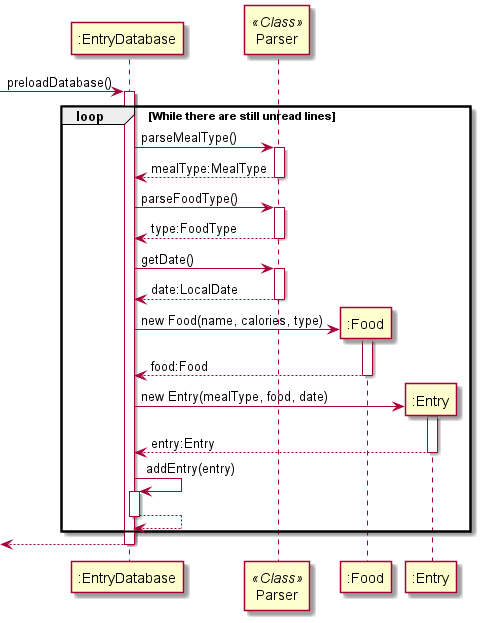 «Class»
:EntryDatabase
Parser
preloadDatabase()
loop
[While there are still unread lines]
parseMealType()
mealType:MealType
parseFoodType()
type:FoodType
getDate()
date:LocalDate
new Food(name, calories, type)
:Food
food:Food
new Entry(mealType, food, date)
:Entry
entry:Entry
addEntry(entry)
:EntryDatabase
«Class»
Parser
:Food
:Entry